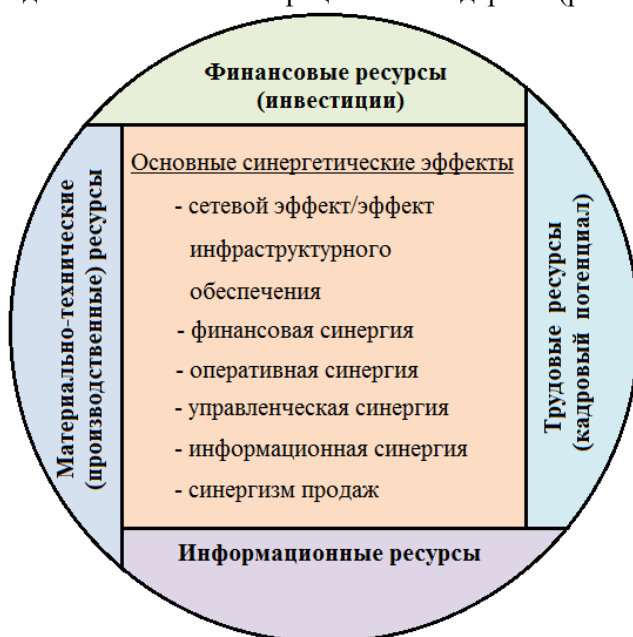 Финансовые ресурсы
(инвестиции)
Материально-технические
(производственные) ресурсы
Основные синергетические эффекты
- сетевой эффект/эффект
инфраструктурного
обеспечения
- финансовая синергия
- оперативная синергия
- управленческая синергия
- информационная синергия
- синергизм продаж
Трудовые ресурсы
(кадровый потенциал)
Информационные ресурсы